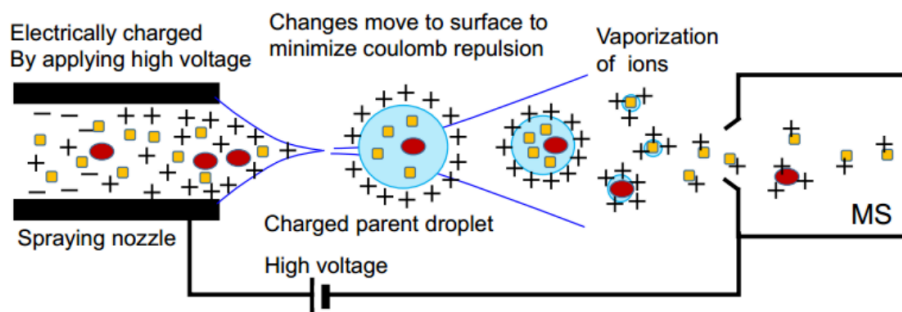 Electrically charged
By applying high voltage
Changes move to surface to
minimize coulomb repulsion
Vaporization
of ions
Spraying nozzle
Charged parent droplet
High voltage
MS